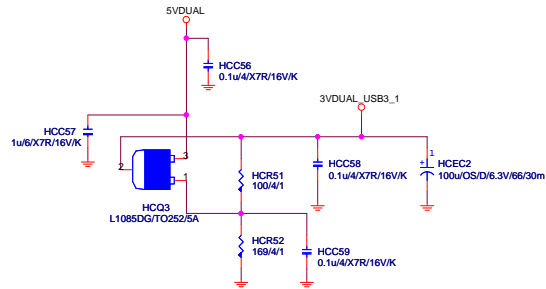 5VDUAL
HCC56
0.1u/4/X7R/16V/K
3VDUAL_USB3_1
HCC57
1u/6/X7R/16V/K
2
3
1
HCQ3
L1085DG/TO252/5A
HCR51
100/4/1
HCC58
0.1u/4/X7R/16V/K
1
+
HCEC2
100u/OS/D/6.3V/66/30m
HCR52
169/4/1
HCC59
0.1u/4/X7R/16V/K